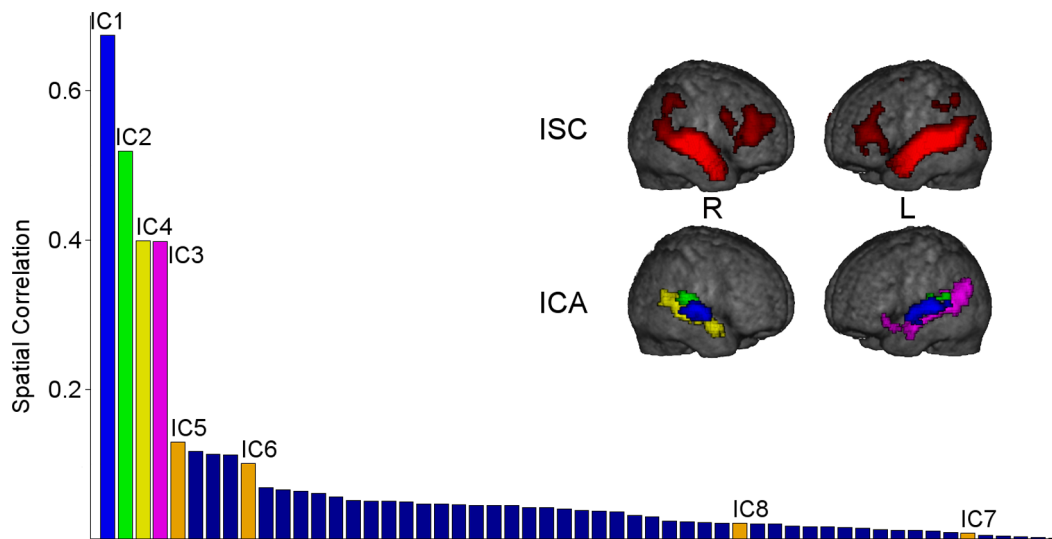 IC1
0.6
IC2
IC4
0.4
IC3
Spatial Correlation
0.2
IC5
IC6
IC8
IC7
ISC
R
L
ICA